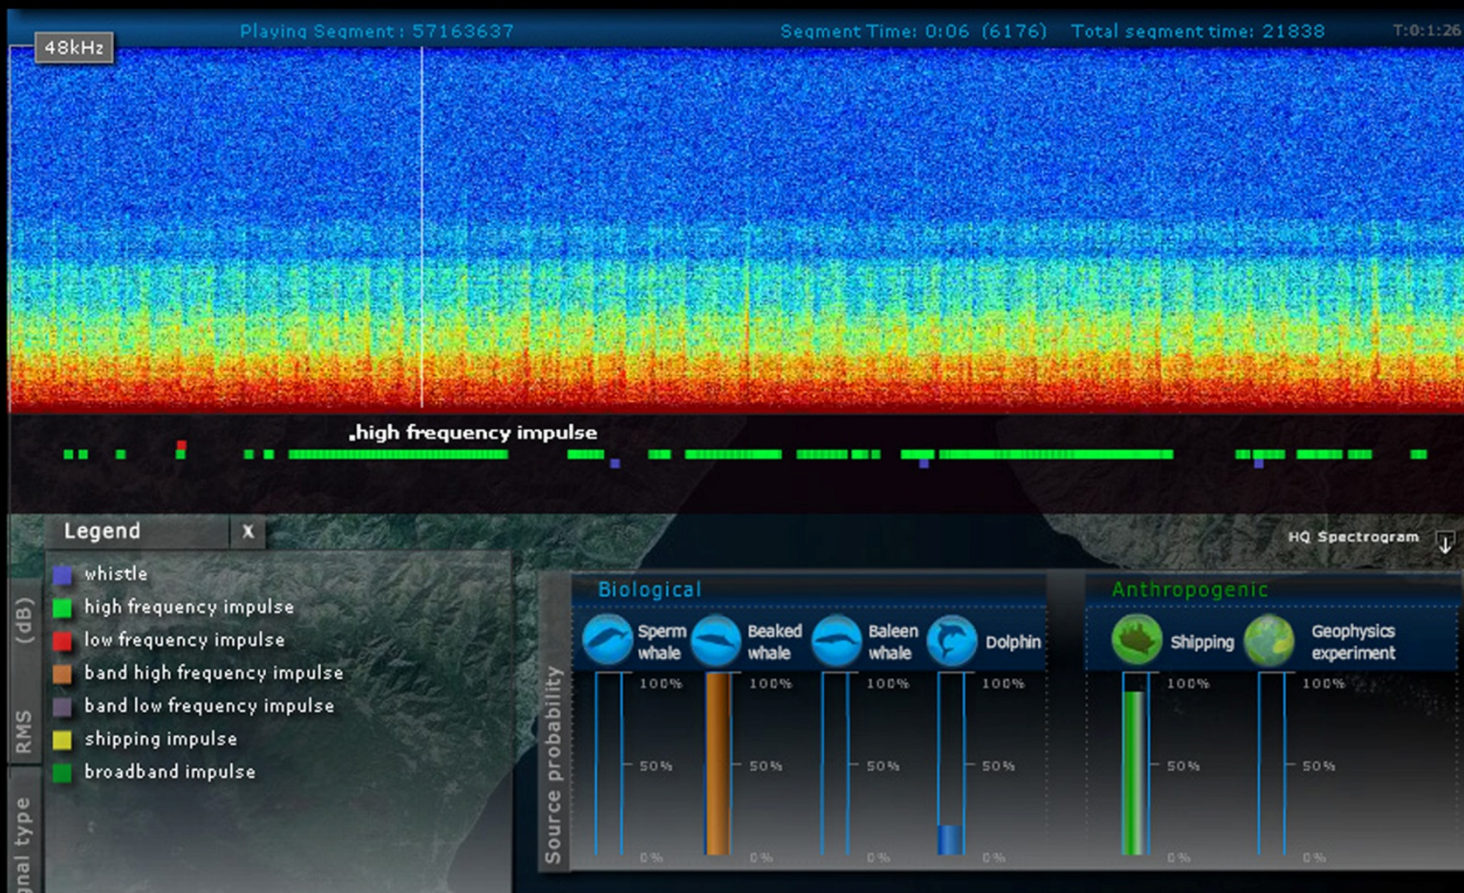 Playing Segment : 57163637
Segment Time: 0:06 (6176)
Total segment time: 21838
T:0:1:26
48kHz
high frequency impulse
Legend X
HQ Spectrogram
whistle
high frequency impulse
low frequency impulse
band high frequency impulse
band low frequency impulse
shipping impulse
broadband impulse
RMS (dB)
Source probability
Biological
Sperm whale
Beaked whale
Baleen whale
Dolphin
100% 100% 100% 100%
50% 50% 50% 50%
0% 0% 0% 0%
Anthropogenic
Shipping
Geophysics experiment
100% 100%
50% 50%
0% 0%
nal type